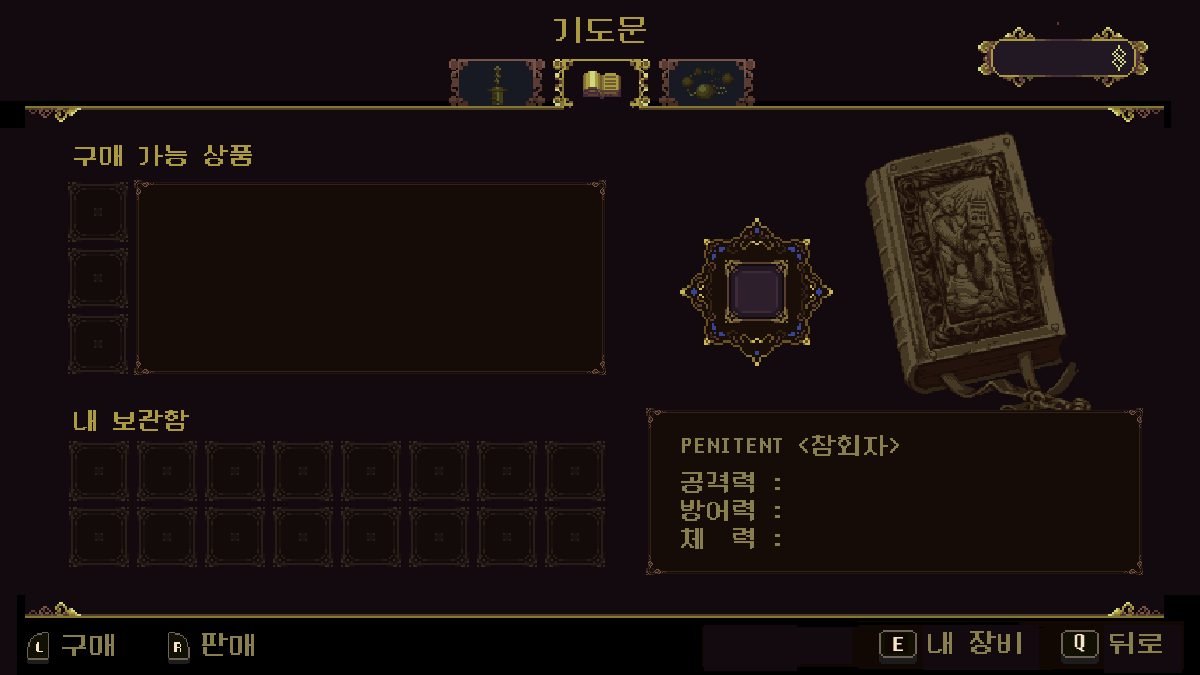 기도문
구매 가능 상품
내 보관함
PENITENT <참회자>
공격력 :
방어력 :
체 력 :
L 구매
R 판매
E 내 장비
Q 뒤로